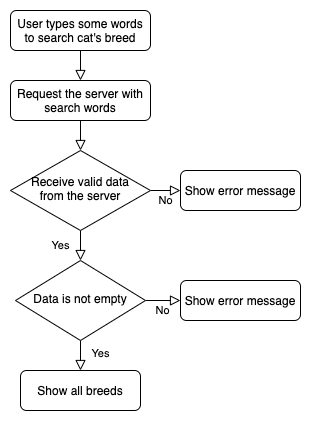 User types some words
to search cat's breed
Request the server with
search words
Receive valid data
from the server
No
Show error message
Yes
Data is not empty
No
Show error message
Yes
Show all breeds